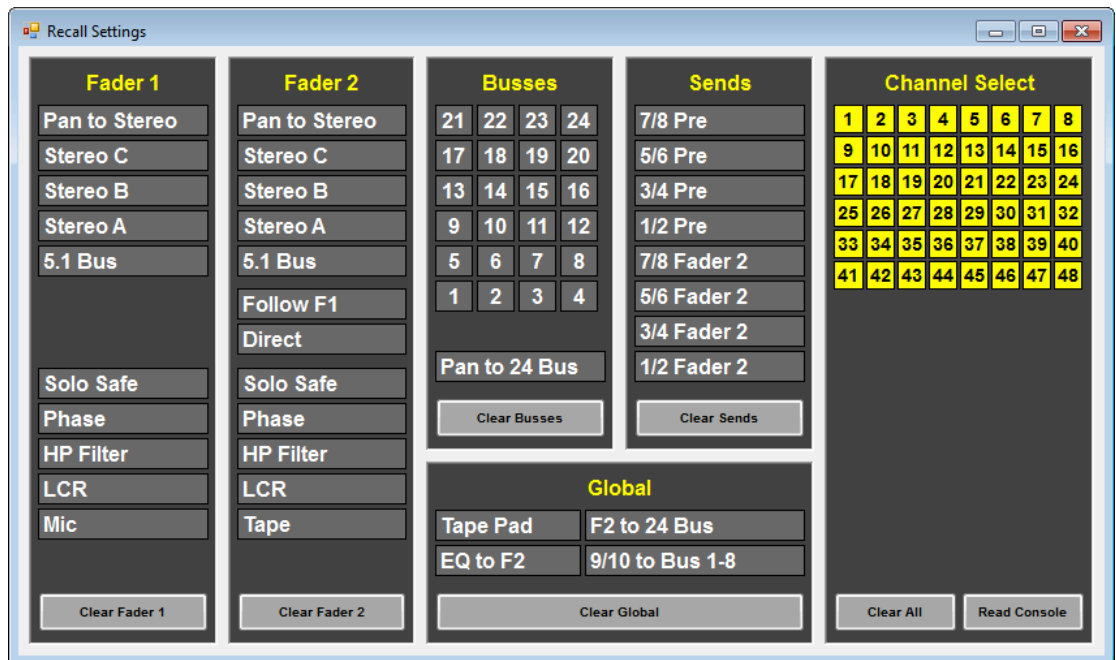 Recall Settings
Fader 1
Pan to Stereo
Stereo C
Stereo B
Stereo A
5.1 Bus
Solo Safe
Phase
HP Filter
LCR
Mic
Clear Fader 1
Fader 2
Pan to Stereo
Stereo C
Stereo B
Stereo A
5.1 Bus
Follow F1
Direct
Solo Safe
Phase
HP Filter
LCR
Tape
Clear Fader 2
Busses
21 22 23 24
17 18 19 20
13 14 15 16
9 10 11 12
5 6 7 8
1 2 3 4
Pan to 24 Bus
Clear Busses
Sends
7/8 Pre
5/6 Pre
3/4 Pre
1/2 Pre
7/8 Fader 2
5/6 Fader 2
3/4 Fader 2
1/2 Fader 2
Clear Sends
Global
Tape Pad F2 to 24 Bus
EQ to F2 9/10 to Bus 1-8
Clear Global
Channel Select
1 2 3 4 5 6 7 8
9 10 11 12 13 14 15 16
17 18 19 20 21 22 23 24
25 26 27 28 29 30 31 32
33 34 35 36 37 38 39 40
41 42 43 44 45 46 47 48
Clear All Read Console